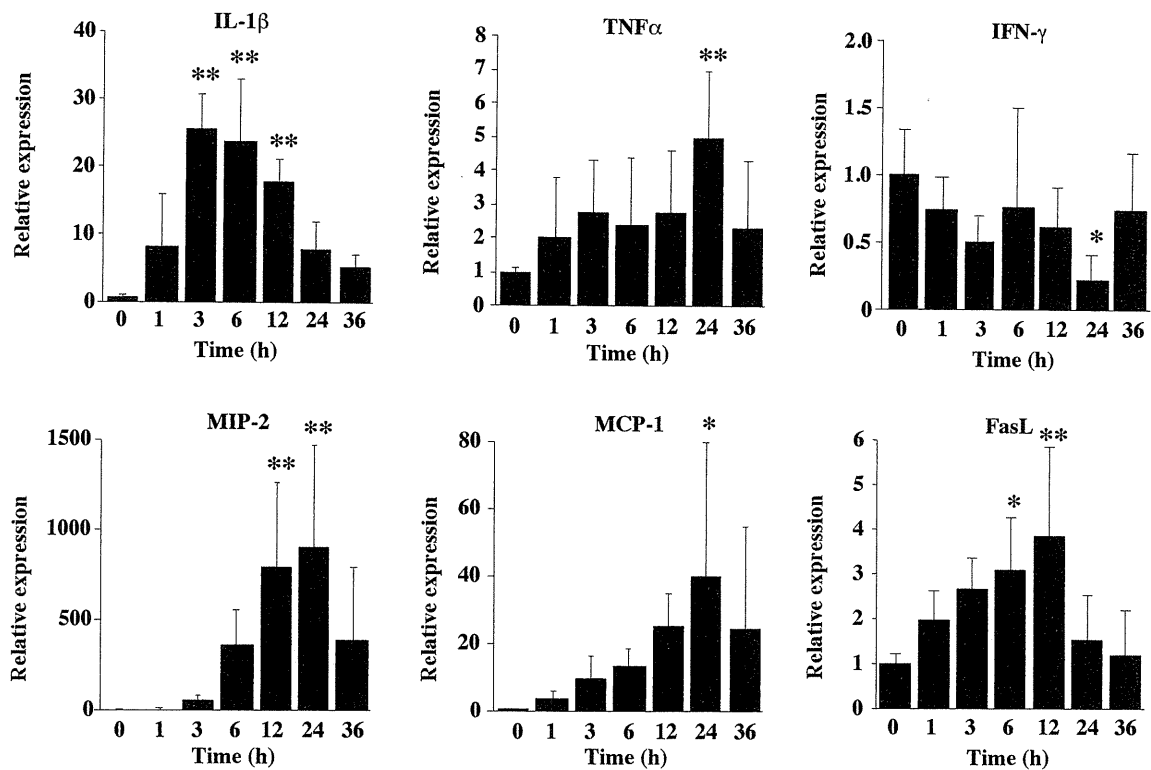 IL-1β
40
30
20
10
0
Relative expression
** ** **
0 1 3 6 12 24 36
Time (h)
TNFα
8
7
6
5
4
3
2
1
0
Relative expression
**
0 1 3 6 12 24 36
Time (h)
IFN-γ
2.0
1.5
1.0
0.5
0
Relative expression
*
0 1 3 6 12 24 36
Time (h)
MIP-2
1500
1000
500
0
Relative expression
** **
0 1 3 6 12 24 36
Time (h)
MCP-1
80
60
40
20
0
Relative expression
*
0 1 3 6 12 24 36
Time (h)
FasL
6
5
4
3
2
1
0
Relative expression
* **
0 1 3 6 12 24 36
Time (h)